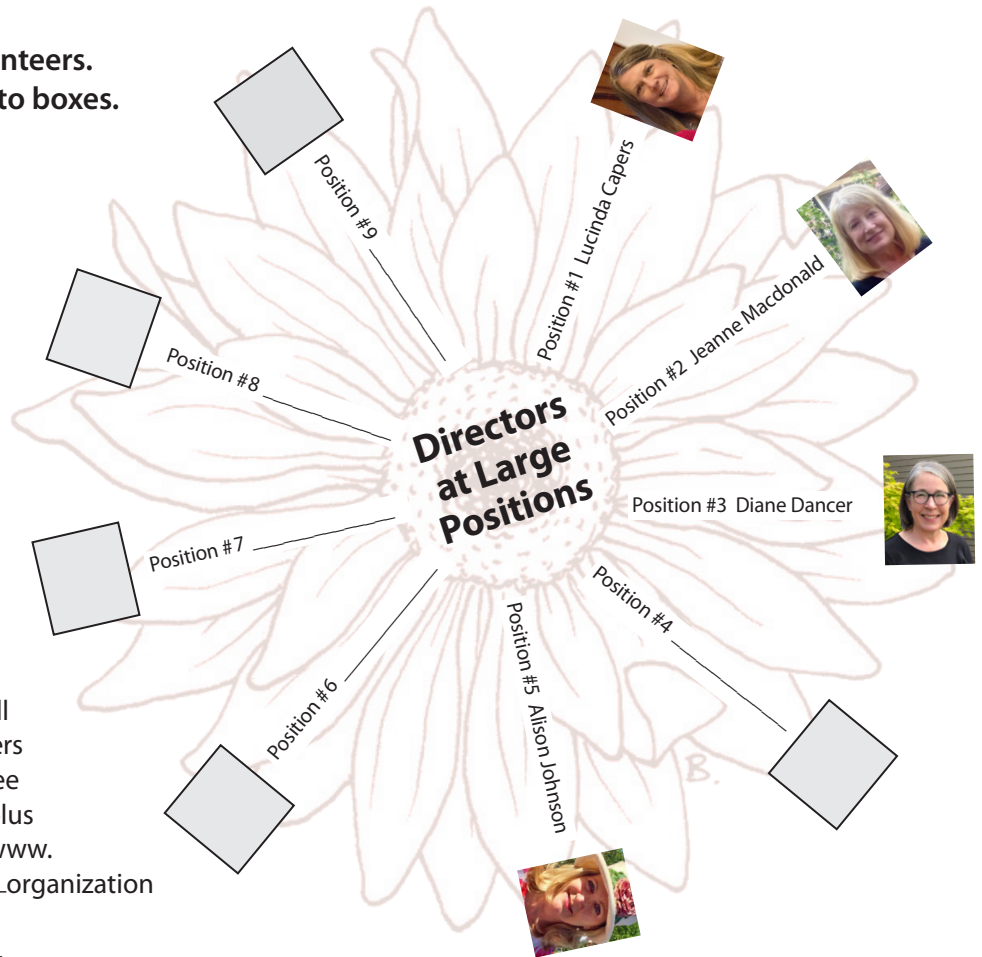 nteers.
to boxes.
Directors
at Large
Positions
Position #1 Lucinda Capers
Position #2 Jeanne Macdonald
Position #3 Diane Dancer
Position #4
Position #5 Alison Johnson
Position #6
Position #7
Position #8
Position #9
ll
ers
ee
lus
www.
_organization
B.